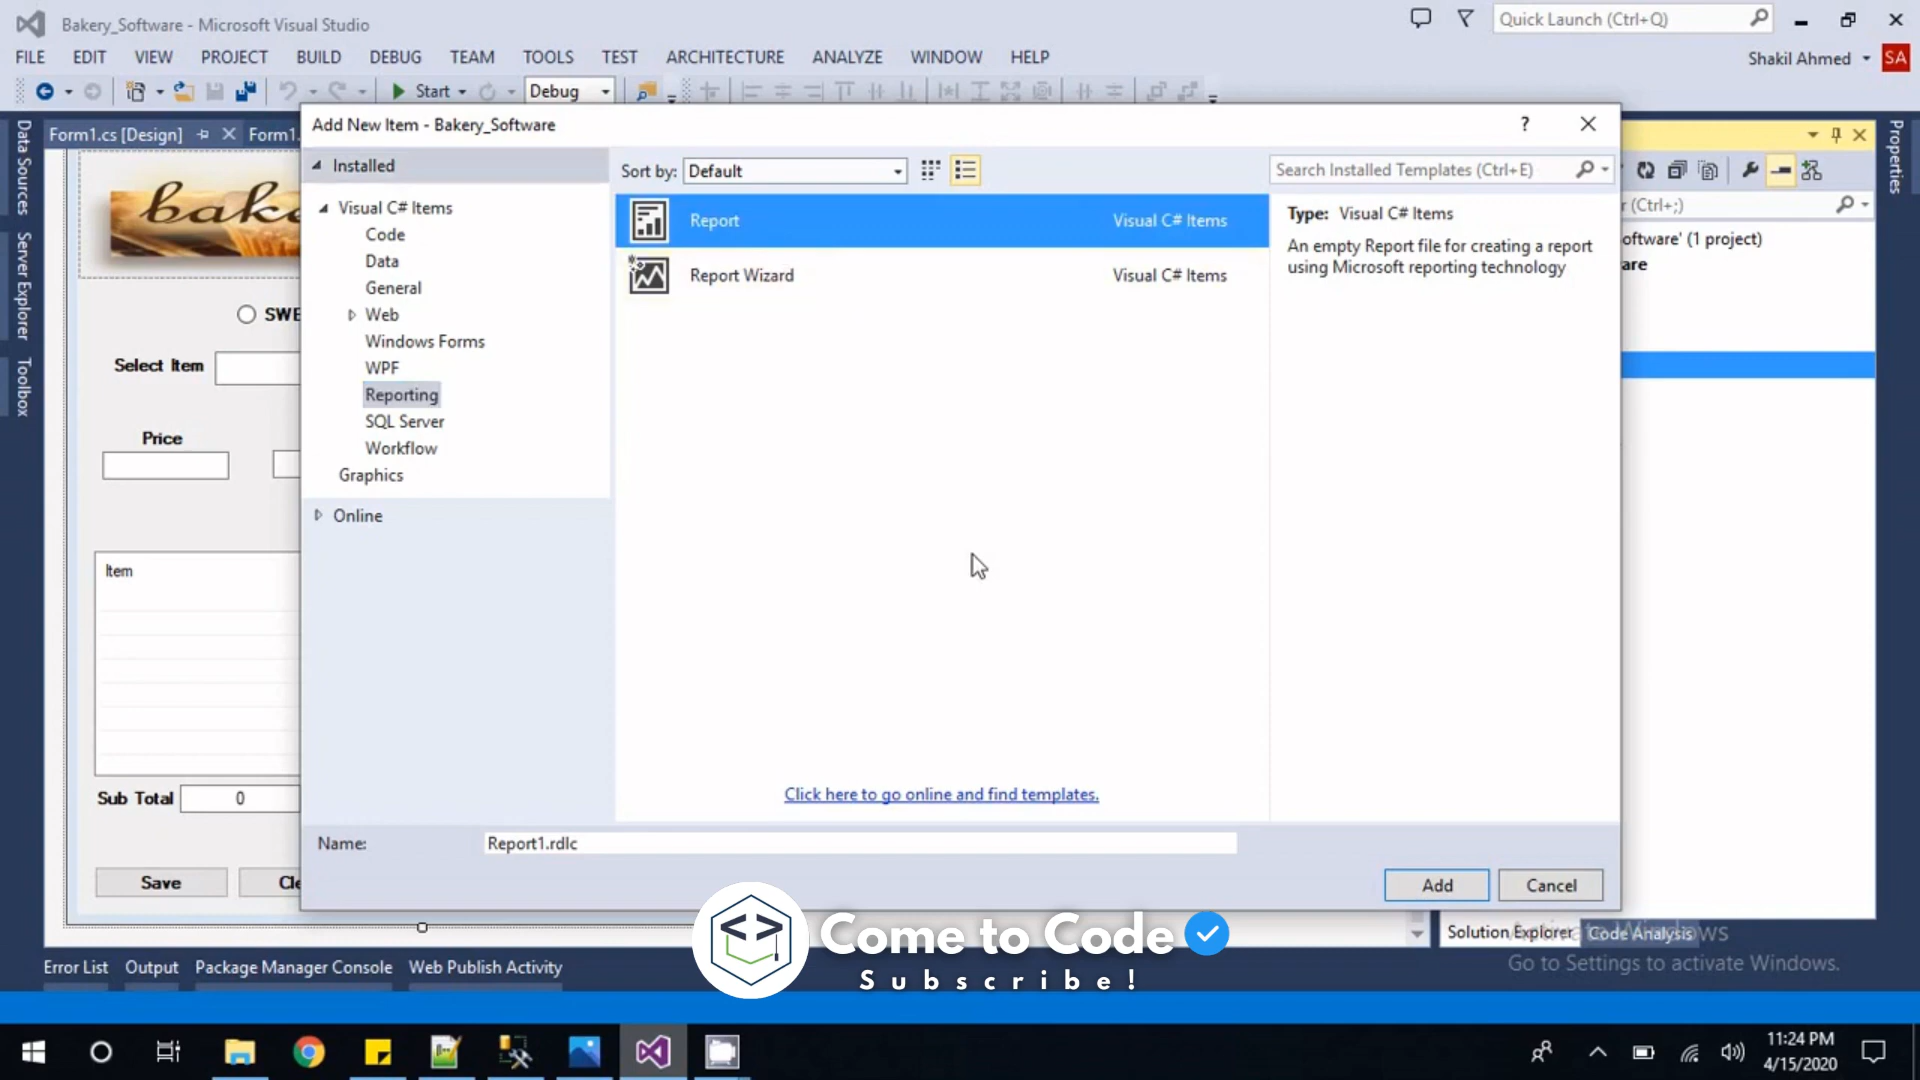 Bakery_Software - Microsoft Visual Studio
Quick Launch (Ctrl+Q)
FILE EDIT VIEW PROJECT BUILD DEBUG TEAM TOOLS TEST ARCHITECTURE ANALYZE WINDOW HELP
Shakil Ahmed
SA
Start
Debug
Data Sources
Server Explorer
Toolbox
Properties
Form1.cs [Design]
Form1.
Add New Item - Bakery_Software
?
Installed
Visual C# Items
Code
Data
General
Web
Windows Forms
WPF
Reporting
SQL Server
Workflow
Graphics
Online
Sort by: Default
Search Installed Templates (Ctrl+E)
Report Visual C# Items
Report Wizard Visual C# Items
Type: Visual C# Items
An empty Report file for creating a report
using Microsoft reporting technology
Click here to go online and find templates.
Name: Report1.rdlc
Add
Cancel
r (Ctrl+;)
oftware' (1 project)
are
bake
SWE
Select Item
Price
Item
Sub Total 0
Save
Cle
Come to Code
Subscribe!
Solution Explorer Code Analysis
Go to Settings to activate Windows.
Error List Output Package Manager Console Web Publish Activity
11:24 PM
4/15/2020